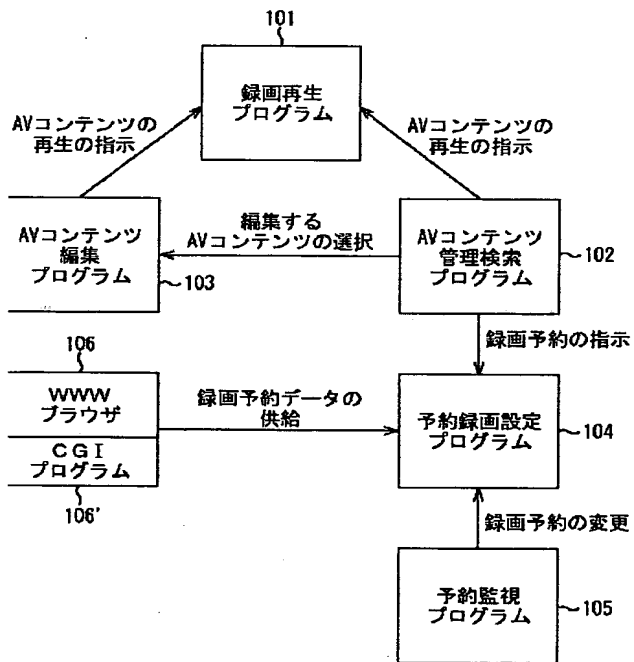 101
録画再生
プログラム
AVコンテンツの
再生の指示
AVコンテンツの
再生の指示
AVコンテンツ
編集
プログラム
103
編集する
AVコンテンツの選択
AVコンテンツ
管理検索
プログラム
102
録画予約の指示
106
WWW
ブラウザ
CGI
プログラム
106'
録画予約データの
供給
予約録画設定
プログラム
104
録画予約の変更
予約監視
プログラム
105